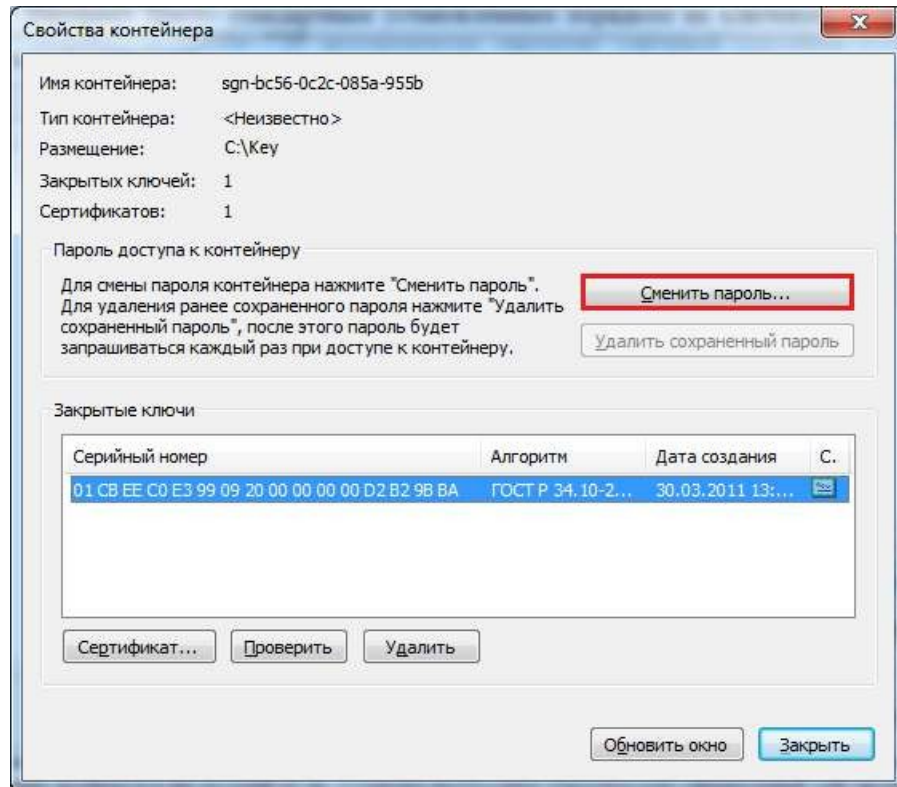 Свойства контейнера
Имя контейнера: sgn-bc56-0c2c-085a-955b
Тип контейнера: <Неизвестно>
Размещение: C:\Key
Закрытых ключей: 1
Сертификатов: 1
Пароль доступа к контейнеру
Для смены пароля контейнера нажмите "Сменить пароль".
Для удаления ранее сохраненного пароля нажмите "Удалить
сохраненный пароль", после этого пароль будет
запрашиваться каждый раз при доступе к контейнеру.
Сменить пароль...
Удалить сохраненный пароль
Закрытые ключи
Серийный номер Алгоритм Дата создания С.
01 CB EE C0 E3 99 09 20 00 00 00 00 D2 B2 9B BA ГОСТ Р 34.10-2... 30.03.2011 13:...
Сертификат... Проверить Удалить
Обновить окно Закрыть